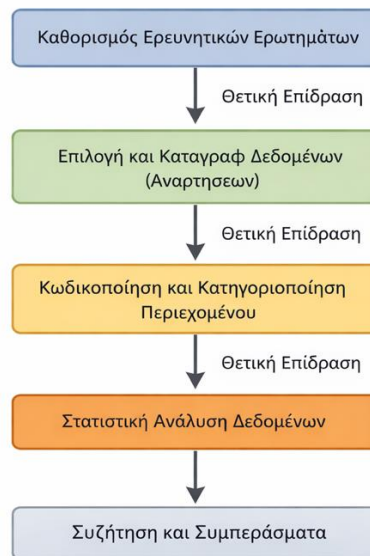 Καθορισμός Ερευνητικών Ερωτημάτων
Θετική Επίδραση
Επιλογή και Καταγραφ Δεδομένων
(Αναρτησεων)
Θετική Επίδραση
Κωδικοποίηση και Κατηγοριοποίηση
Περιεχομένου
Θετική Επίδραση
Στατιστική Ανάλυση Δεδομένων
Συζήτηση και Συμπεράσματα